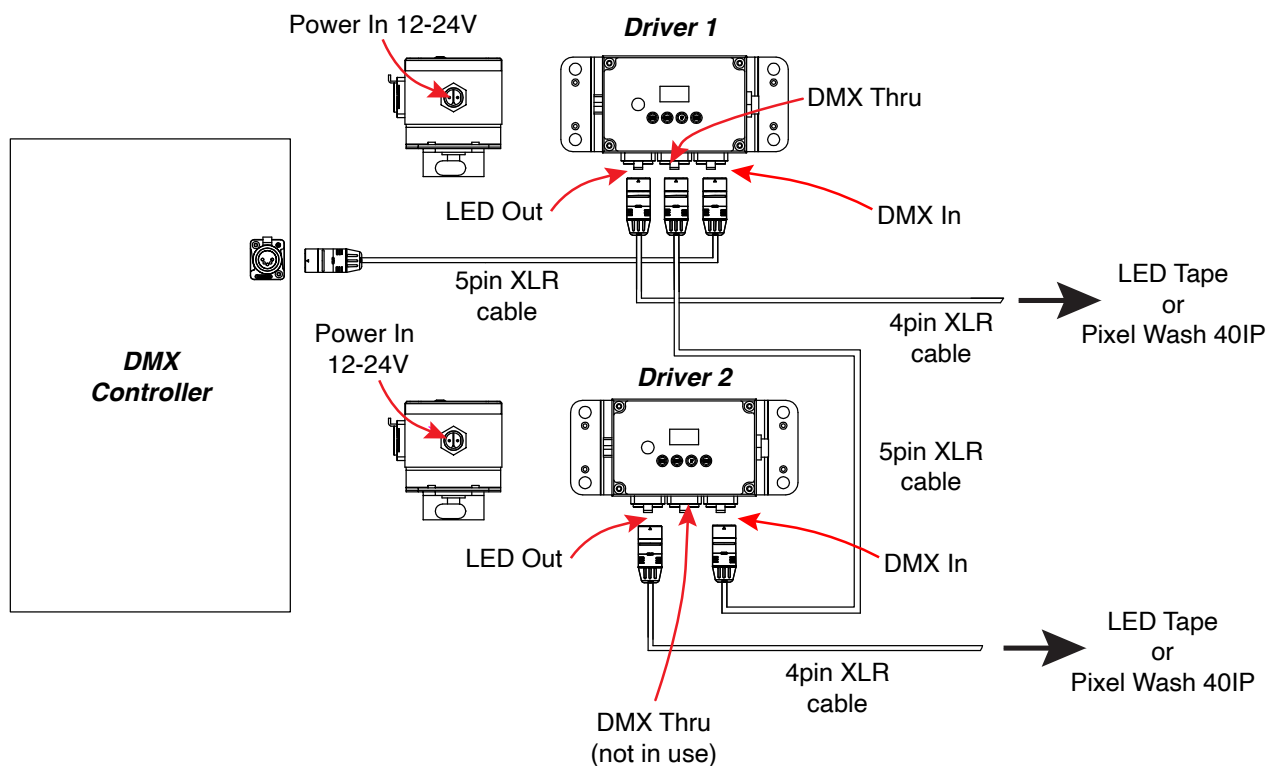 Power In 12-24V
Driver 1
DMX Thru
LED Out
DMX In
5pin XLR
cable
LED Tape
or
Pixel Wash 40IP
4pin XLR
cable
DMX
Controller
Power In
12-24V
Driver 2
5pin XLR
cable
LED Out
DMX In
LED Tape
or
Pixel Wash 40IP
4pin XLR
cable
DMX Thru
(not in use)